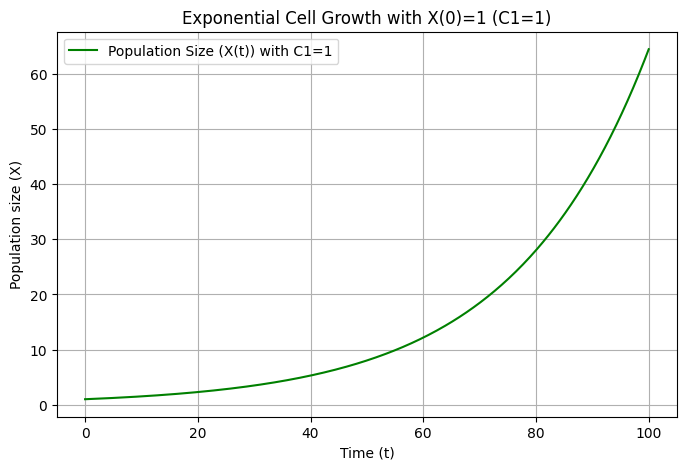 Exponential Cell Growth with X(0)=1 (C1=1)
Population Size (X(t)) with C1=1
Population size (X)
60
50
40
30
20
10
0
0 20 40 60 80 100
Time (t)